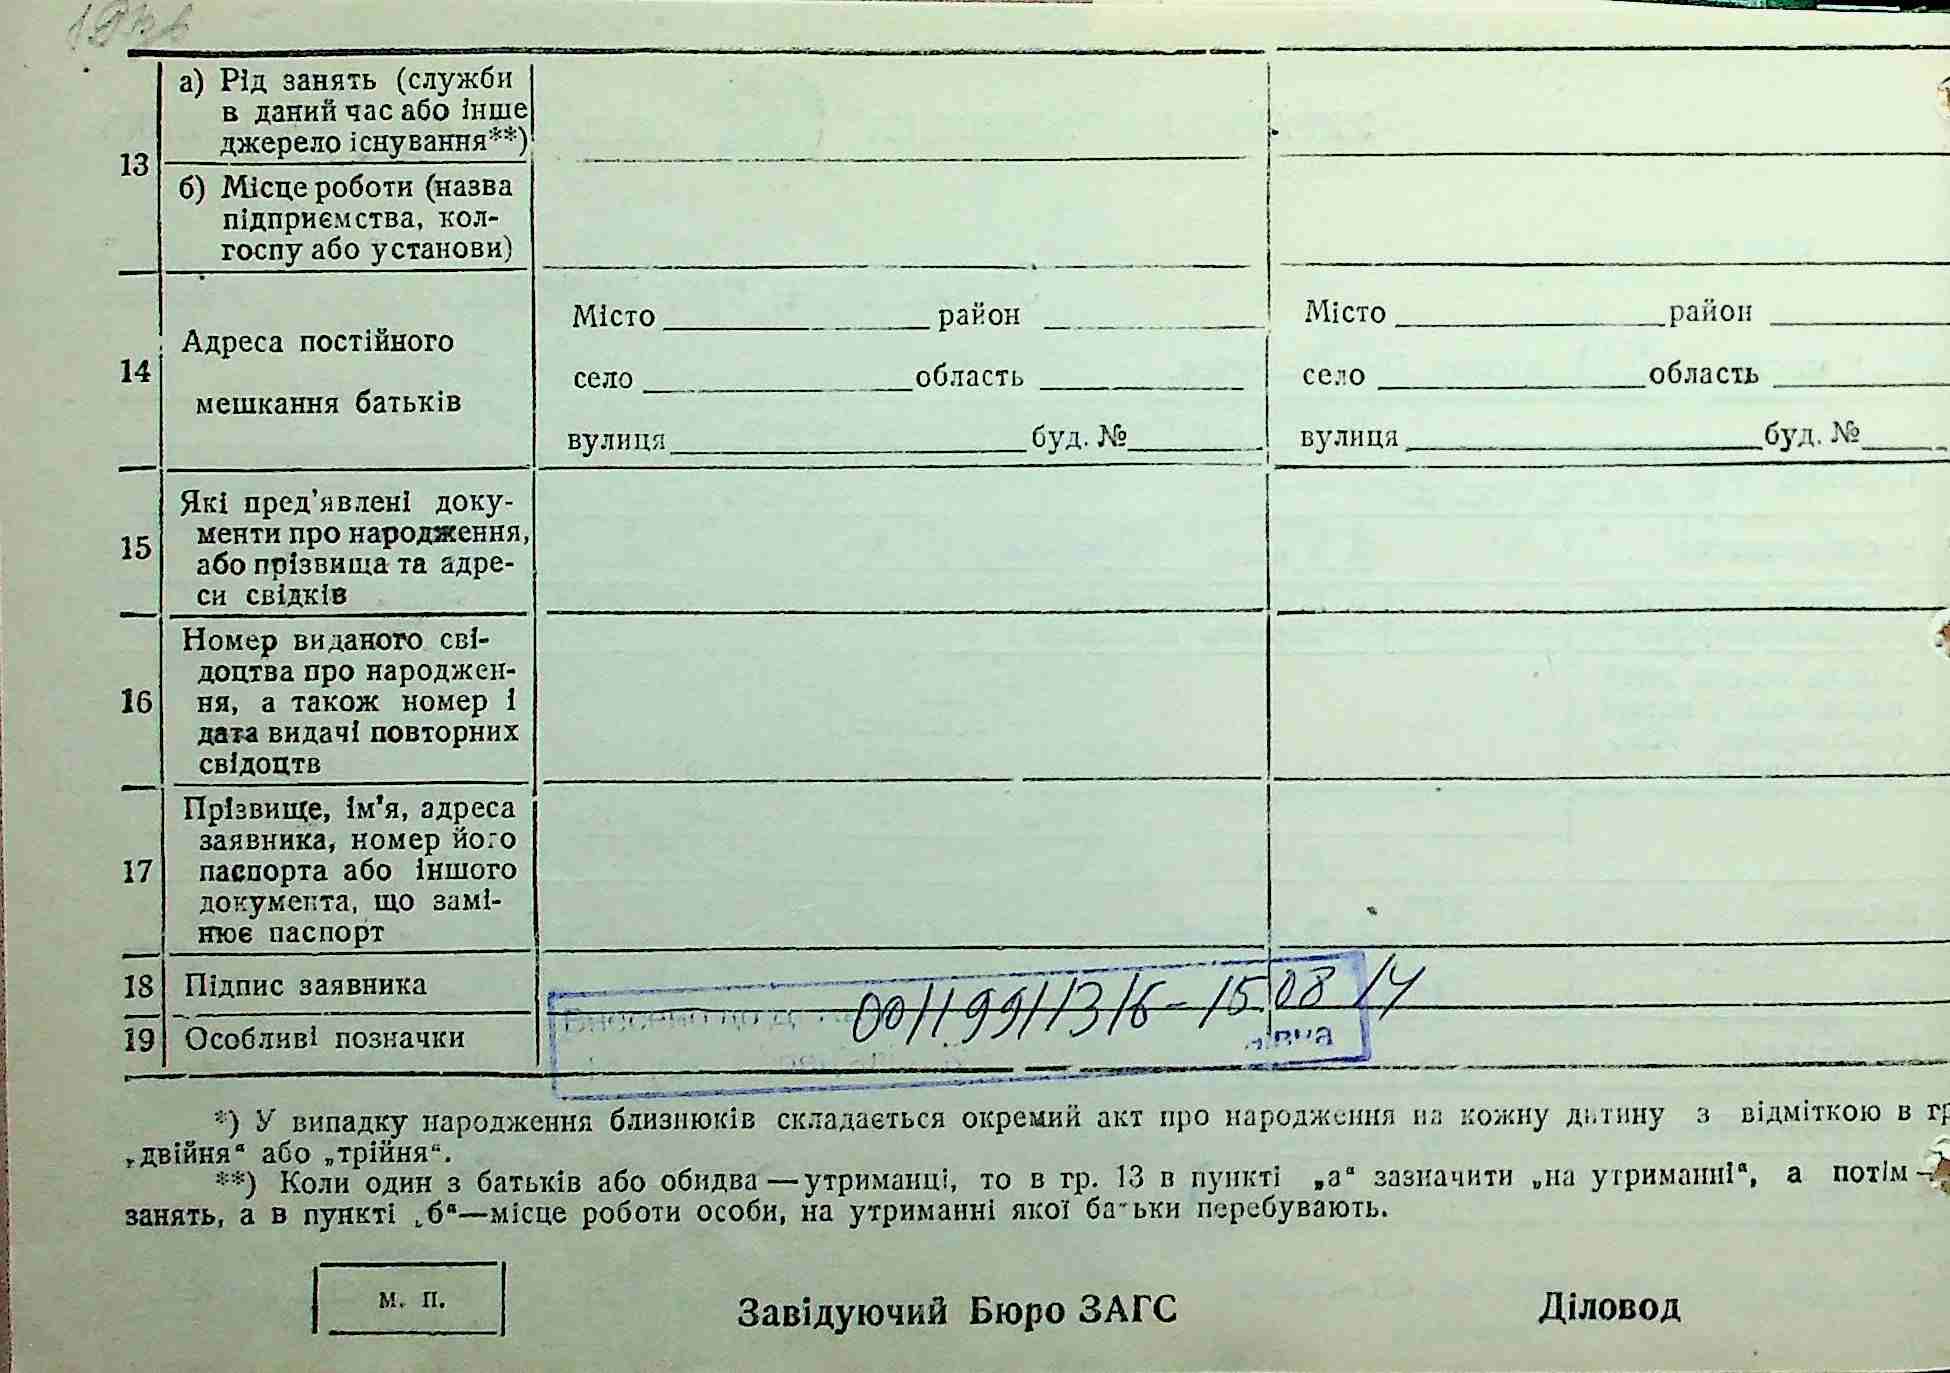 13
а) Рід занять (служби
в даний час або інше
джерело існування**)
б) Місце роботи (назва
підприємства, кол-
госпу або установи)
14
Адреса постійного
мешкання батьків
Місто район
село область
вулиця буд. №
Місто район
село область
вулиця буд. №
15
Які пред'явлені доку-
менти про народження,
або прізвища та адре-
си свідків
16
Номер виданого сві-
доцтва про народжен-
ня, а також номер і
дата видачі повторних
свідоцтв
17
Прізвище, ім'я, адреса
заявника, номер його
паспорта або іншого
документа, що замі-
нює паспорт
18 Підпис заявника
19 Особливі позначки
00119911316-15 08 14
*) У випадку народження близнюків складається окремий акт про народження на кожну дитину з відміткою в гр
„двійня“ або „трійня“.
**) Коли один з батьків або обидва — утриманці, то в гр. 13 в пункті „а“ зазначити „на утриманні“, а потім —
занять, а в пункті „б“—місце роботи особи, на утриманні якої батьки перебувають.
м. п.
Завідуючий Бюро ЗАГС
Діловод